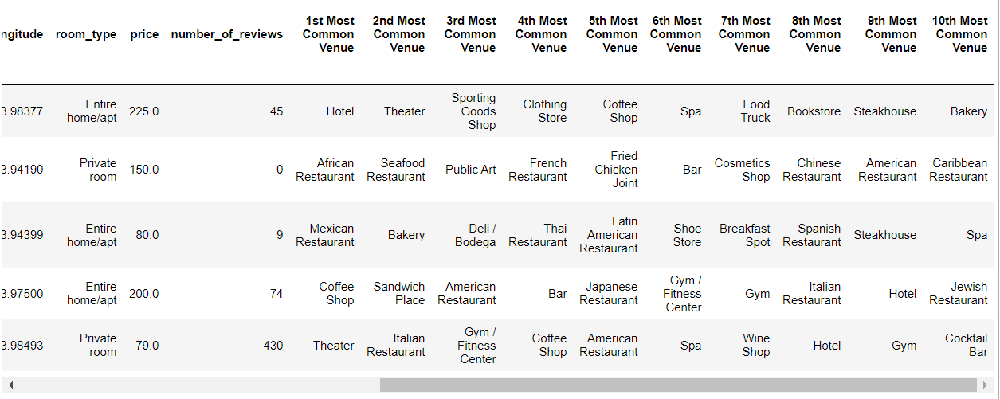 ngitude room_type price number_of_reviews 1st Most Common Venue 2nd Most Common Venue 3rd Most Common Venue 4th Most Common Venue 5th Most Common Venue 6th Most Common Venue 7th Most Common Venue 8th Most Common Venue 9th Most Common Venue 10th Most Common Venue
3.98377 Entire home/apt 225.0 45 Hotel Theater Sporting Goods Shop Clothing Store Coffee Shop Spa Food Truck Bookstore Steakhouse Bakery
3.94190 Private room 150.0 0 African Restaurant Seafood Restaurant Public Art French Restaurant Fried Chicken Joint Bar Cosmetics Shop Chinese Restaurant American Restaurant Caribbean Restaurant
3.94399 Entire home/apt 80.0 9 Mexican Restaurant Bakery Deli / Bodega Thai Restaurant Latin American Restaurant Shoe Store Breakfast Spot Spanish Restaurant Steakhouse Spa
3.97500 Entire home/apt 200.0 74 Coffee Shop Sandwich Place American Restaurant Bar Japanese Restaurant Gym / Fitness Center Gym Italian Restaurant Hotel Jewish Restaurant
3.98493 Private room 79.0 430 Theater Italian Restaurant Gym / Fitness Center Coffee Shop American Restaurant Spa Wine Shop Hotel Gym Cocktail Bar